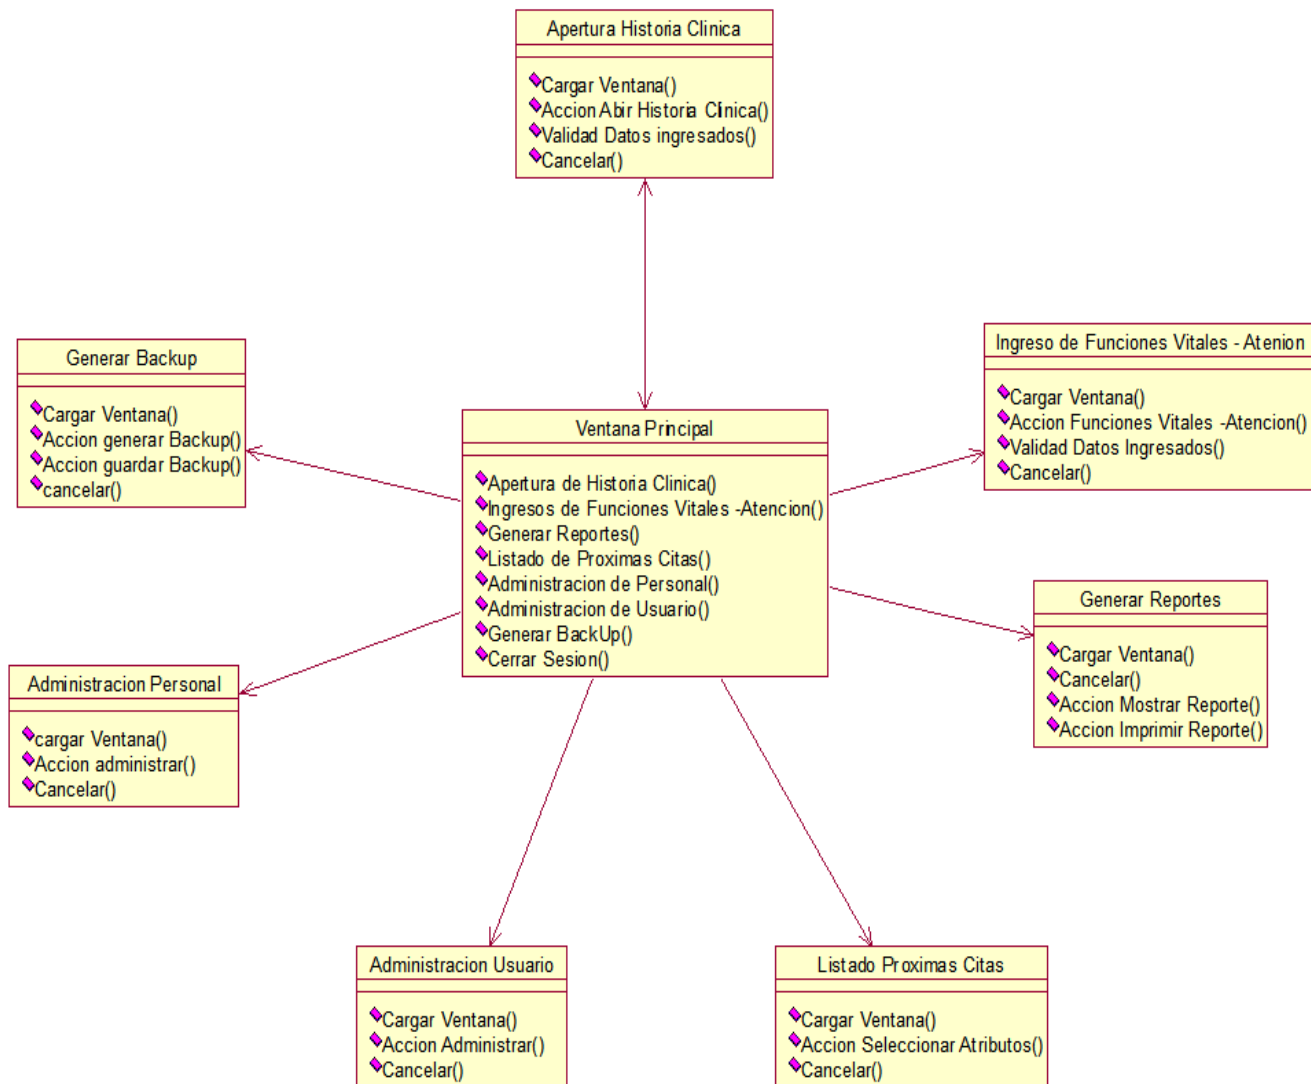 Apertura Historia Clinica
Cargar Ventana()
Accion Abir Historia Clinica()
Validad Datos ingresados()
Cancelar()
Generar Backup
Cargar Ventana()
Accion generar Backup()
Accion guardar Backup()
cancelar()
Ventana Principal
Apertura de Historia Clinica()
Ingresos de Funciones Vitales -Atencion()
Generar Reportes()
Listado de Proximas Citas()
Administracion de Personal()
Administracion de Usuario()
Generar BackUp()
Cerrar Sesion()
Ingreso de Funciones Vitales - Atenion
Cargar Ventana()
Accion Funciones Vitales -Atencion()
Validad Datos Ingresados()
Cancelar()
Generar Reportes
Cargar Ventana()
Cancelar()
Accion Mostrar Reporte()
Accion Imprimir Reporte()
Administracion Personal
cargar Ventana()
Accion administrar()
Cancelar()
Administracion Usuario
Cargar Ventana()
Accion Administrar()
Cancelar()
Listado Proximas Citas
Cargar Ventana()
Accion Seleccionar Atributos()
Cancelar()